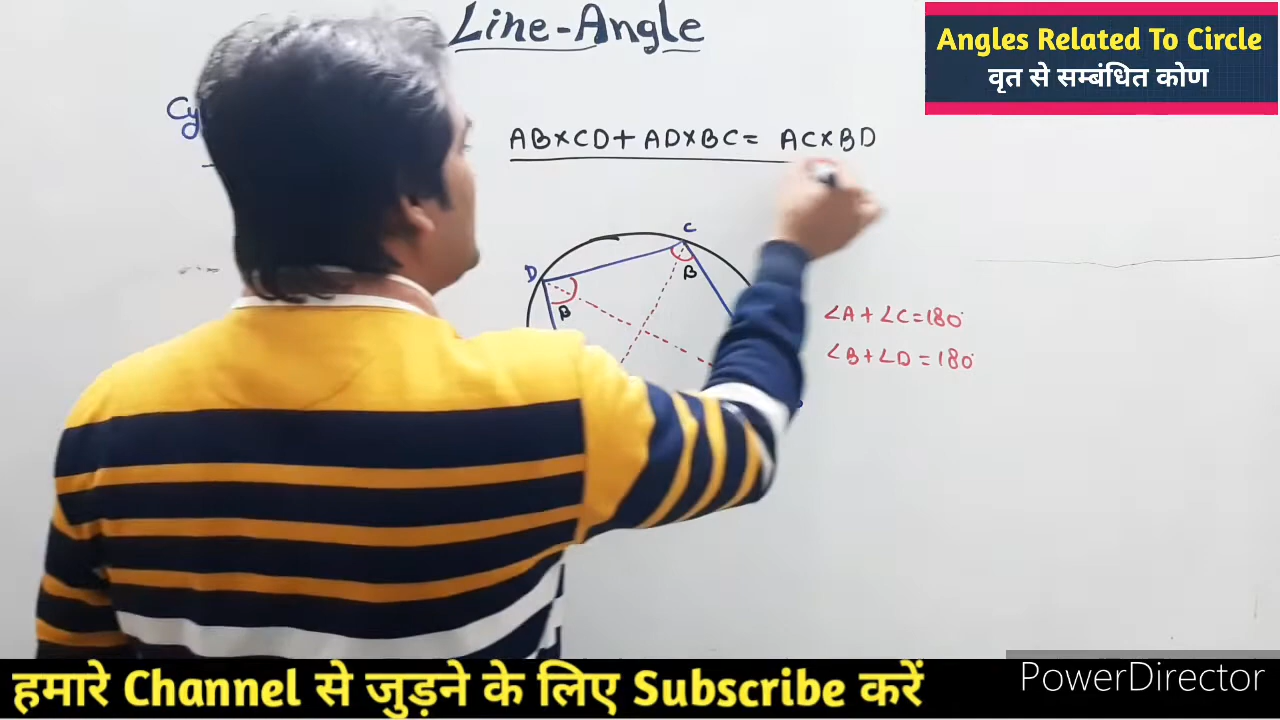 Line-Angle
Angles Related To Circle
वृत से सम्बंधित कोण
AB×CD+AD×BC= AC×BD
C
D
B
B
∠A+∠C=180°
∠B+∠D=180°
हमारे Channel से जुड़ने के लिए Subscribe करें
PowerDirector